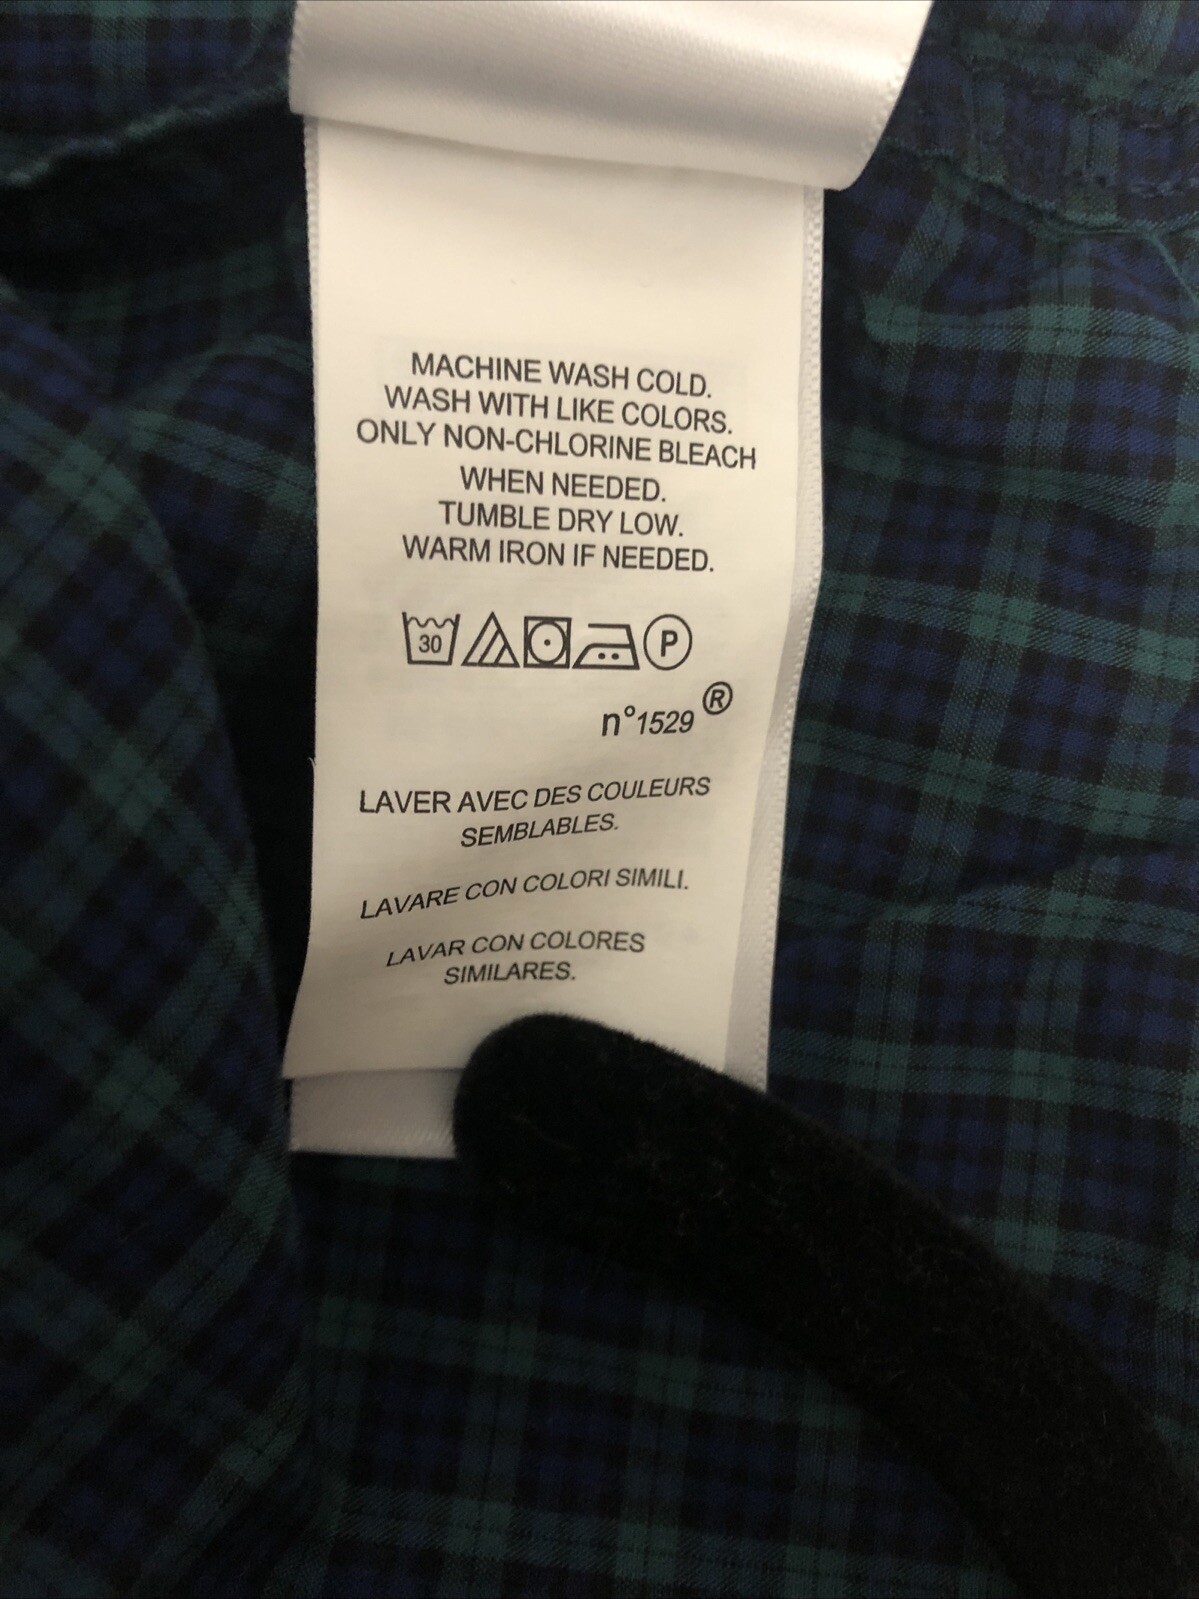 MACHINE WASH COLD.
WASH WITH LIKE COLORS.
ONLY NON-CHLORINE BLEACH
WHEN NEEDED.
TUMBLE DRY LOW.
WARM IRON IF NEEDED.
30 P
n°1529 ®
LAVER AVEC DES COULEURS
SEMBLABLES.
LAVARE CON COLORI SIMILI.
LAVAR CON COLORES
SIMILARES.